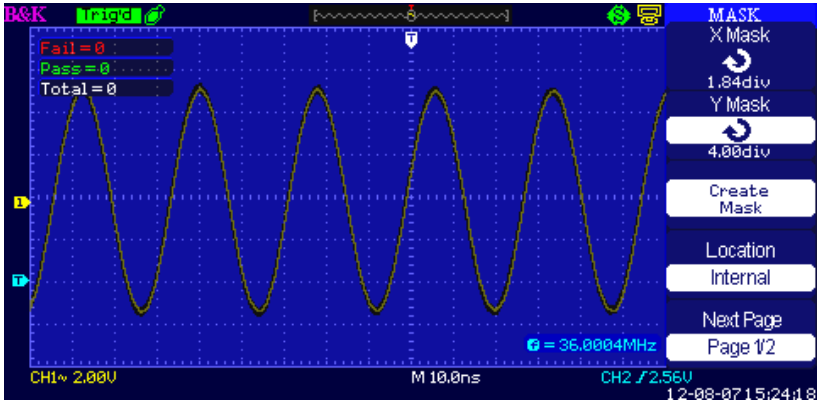 B&K Trig'd S MASK
Fail=0
Pass=0
Total=0
T
1
T
X Mask
1.84div
Y Mask
4.00div
Create
Mask
Location
Internal
Next Page
Page 1/2
f = 36.0004MHz
CH1~ 2.00V M 10.0ns CH2 / 2.56V
12-08-07 15:24:18